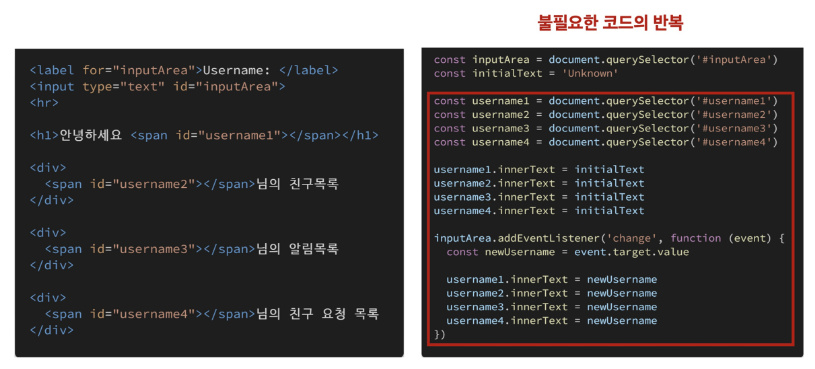 불필요한 코드의 반복
<label for="inputArea">Username: </label>
<input type="text" id="inputArea">
<hr>
<h1>안녕하세요 <span id="username1"></span></h1>
<div>
<span id="username2"></span>님의 친구목록
</div>
<div>
<span id="username3"></span>님의 알림목록
</div>
<div>
<span id="username4"></span>님의 친구 요청 목록
</div>
const inputArea = document.querySelector('#inputArea')
const initialText = 'Unknown'
const username1 = document.querySelector('#username1')
const username2 = document.querySelector('#username2')
const username3 = document.querySelector('#username3')
const username4 = document.querySelector('#username4')
username1.innerText = initialText
username2.innerText = initialText
username3.innerText = initialText
username4.innerText = initialText
inputArea.addEventListener('change', function (event) {
const newUsername = event.target.value
username1.innerText = newUsername
username2.innerText = newUsername
username3.innerText = newUsername
username4.innerText = newUsername
})